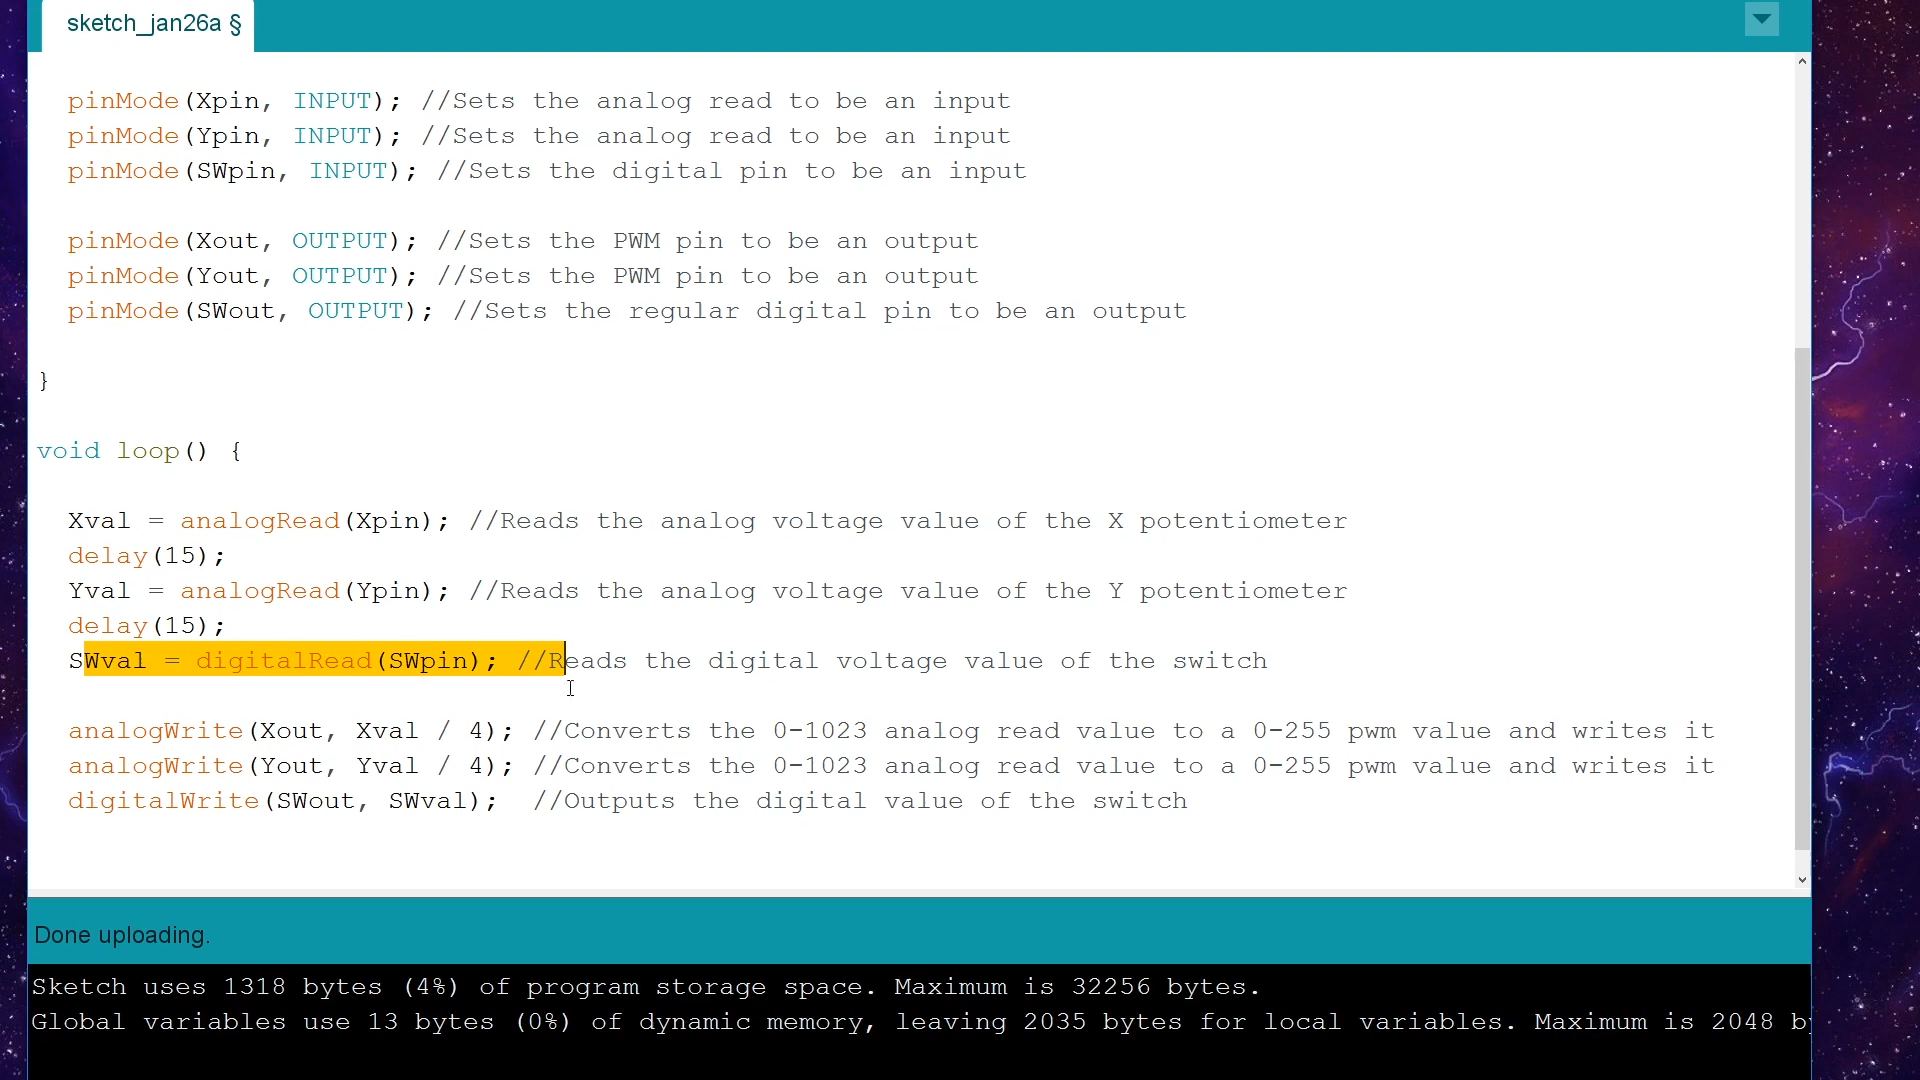 sketch_jan26a §
pinMode(Xpin, INPUT); //Sets the analog read to be an input
pinMode(Ypin, INPUT); //Sets the analog read to be an input
pinMode(SWpin, INPUT); //Sets the digital pin to be an input
pinMode(Xout, OUTPUT); //Sets the PWM pin to be an output
pinMode(Yout, OUTPUT); //Sets the PWM pin to be an output
pinMode(SWout, OUTPUT); //Sets the regular digital pin to be an output
}
void loop() {
Xval = analogRead(Xpin); //Reads the analog voltage value of the X potentiometer
delay(15);
Yval = analogRead(Ypin); //Reads the analog voltage value of the Y potentiometer
delay(15);
SWval = digitalRead(SWpin); //Reads the digital voltage value of the switch
analogWrite(Xout, Xval / 4); //Converts the 0-1023 analog read value to a 0-255 pwm value and writes it
analogWrite(Yout, Yval / 4); //Converts the 0-1023 analog read value to a 0-255 pwm value and writes it
digitalWrite(SWout, SWval);  //Outputs the digital value of the switch
Done uploading.
Sketch uses 1318 bytes (4%) of program storage space. Maximum is 32256 bytes.
Global variables use 13 bytes (0%) of dynamic memory, leaving 2035 bytes for local variables. Maximum is 2048